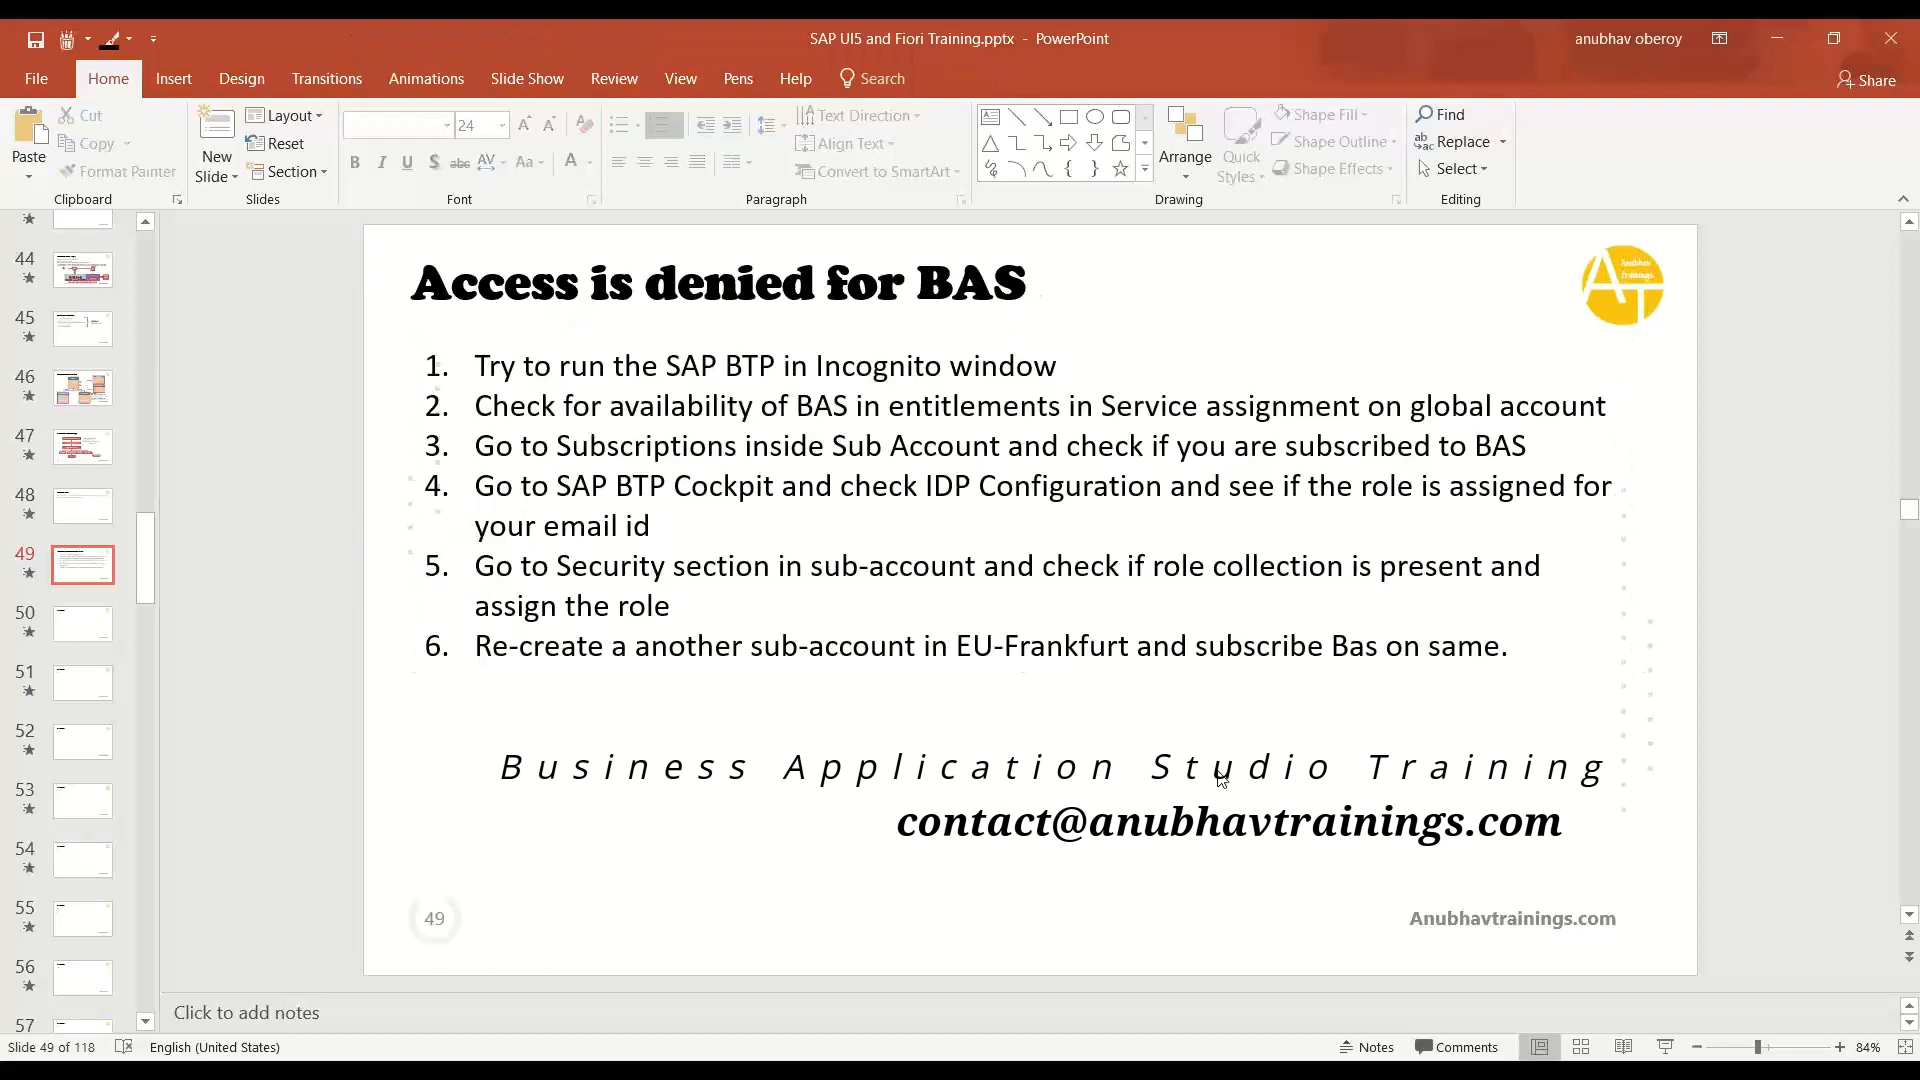 SAP UI5 and Fiori Training.pptx - PowerPoint
anubhav oberoy
File Home Insert Design Transitions Animations Slide Show Review View Pens Help Search Share
Paste
Cut
Copy
Format Painter
Clipboard
New Slide
Layout
Reset
Section
Slides
24
Font
Text Direction
Align Text
Convert to SmartArt
Paragraph
Arrange
Quick Styles
Shape Fill
Shape Outline
Shape Effects
Drawing
Find
Replace
Select
Editing
44
45
46
47
48
49
50
51
52
53
54
55
56
57
Access is denied for BAS
Anubhav
trainings
AT
1. Try to run the SAP BTP in Incognito window
2. Check for availability of BAS in entitlements in Service assignment on global account
3. Go to Subscriptions inside Sub Account and check if you are subscribed to BAS
4. Go to SAP BTP Cockpit and check IDP Configuration and see if the role is assigned for
your email id
5. Go to Security section in sub-account and check if role collection is present and
assign the role
6. Re-create a another sub-account in EU-Frankfurt and subscribe Bas on same.
Business Application Studio Training
contact@anubhavtrainings.com
49
Anubhavtrainings.com
Click to add notes
Slide 49 of 118 English (United States) Notes Comments 84%